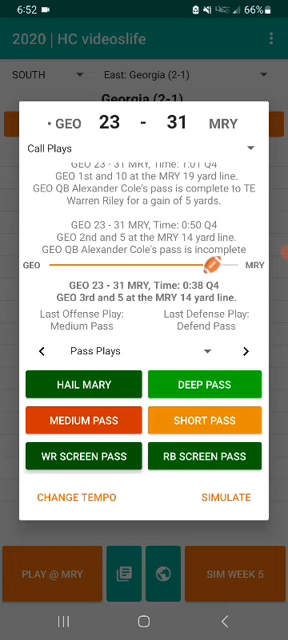 6:52
66%
2020 | HC videoslife
SOUTH
East: Georgia (2-1)
Georgia (2-1)
• GEO 23 - 31 MRY
Call Plays
GEO 23 - 31 MRY, Time: 1:01 Q4
GEO 1st and 10 at the MRY 19 yard line.
GEO QB Alexander Cole's pass is complete to TE
Warren Riley for a gain of 5 yards.
GEO 23 - 31 MRY, Time: 0:50 Q4
GEO 2nd and 5 at the MRY 14 yard line.
GEO QB Alexander Cole's pass is incomplete
GEO MRY
GEO 23 - 31 MRY, Time: 0:38 Q4
GEO 3rd and 5 at the MRY 14 yard line.
Last Offense Play: Last Defense Play:
Medium Pass Defend Pass
Pass Plays
HAIL MARY DEEP PASS
MEDIUM PASS SHORT PASS
WR SCREEN PASS RB SCREEN PASS
CHANGE TEMPO SIMULATE
PLAY @ MRY SIM WEEK 5